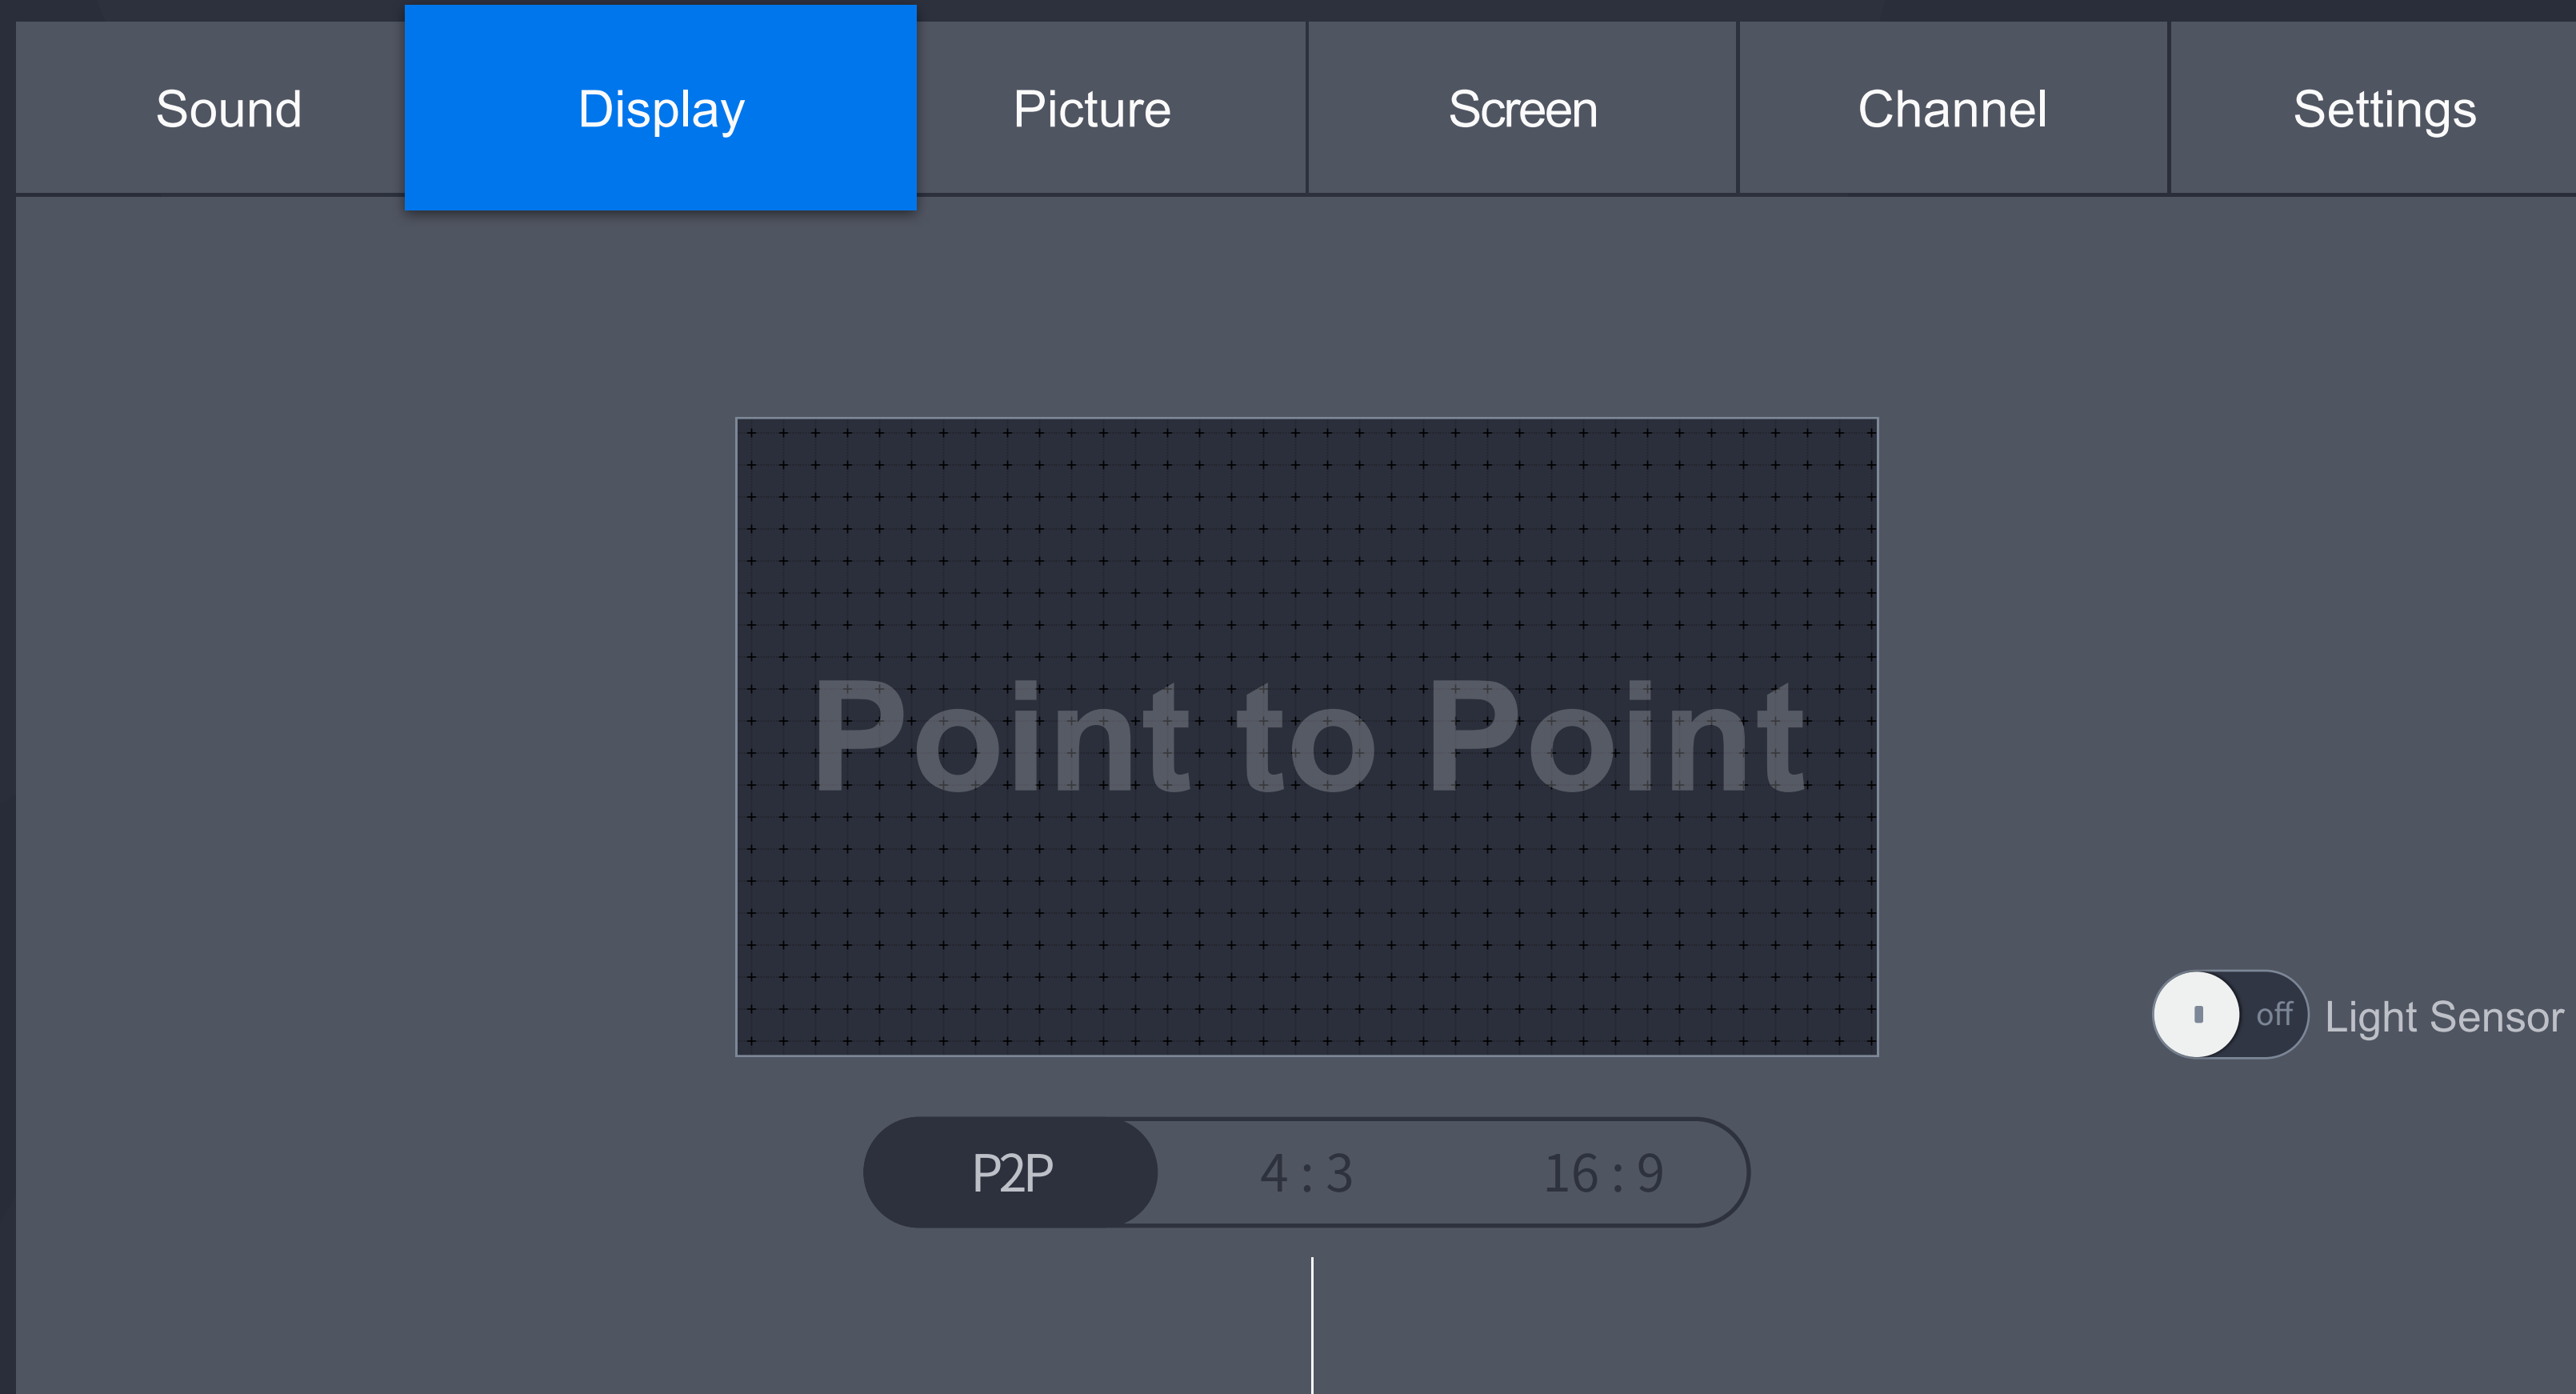 Sound Display Picture Screen Channel Settings
Point to Point
off Light Sensor
P2P 4:3 16:9